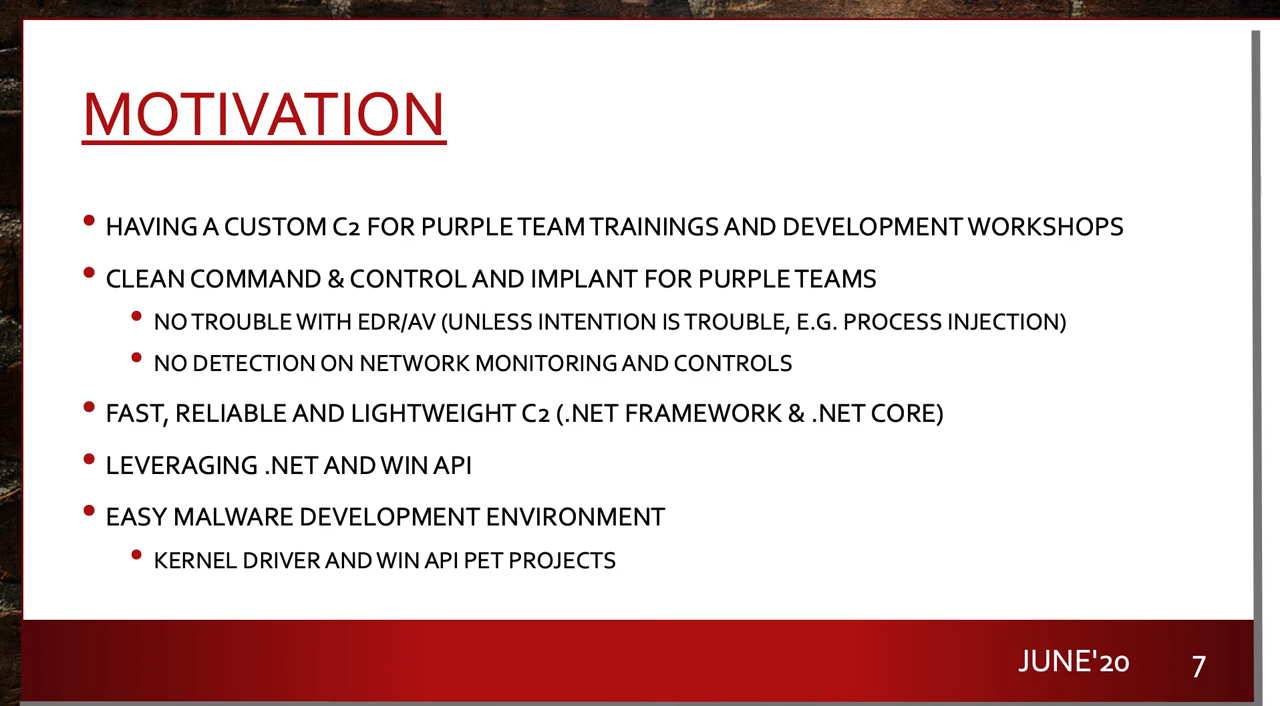 MOTIVATION
• HAVING A CUSTOM C2 FOR PURPLE TEAM TRAININGS AND DEVELOPMENT WORKSHOPS
• CLEAN COMMAND & CONTROL AND IMPLANT FOR PURPLE TEAMS
• NO TROUBLE WITH EDR/AV (UNLESS INTENTION IS TROUBLE, E.G. PROCESS INJECTION)
• NO DETECTION ON NETWORK MONITORING AND CONTROLS
• FAST, RELIABLE AND LIGHTWEIGHT C2 (.NET FRAMEWORK & .NET CORE)
• LEVERAGING .NET AND WIN API
• EASY MALWARE DEVELOPMENT ENVIRONMENT
• KERNEL DRIVER AND WIN API PET PROJECTS
JUNE'20 7